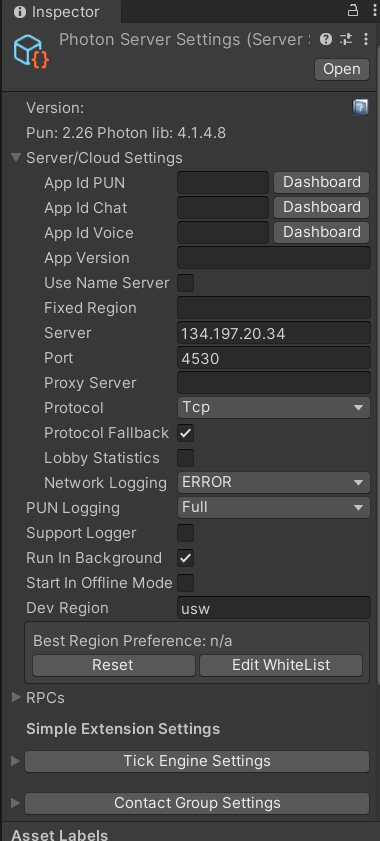 Inspector
Photon Server Settings (Server
Open
Version:
Pun: 2.26 Photon lib: 4.1.4.8
Server/Cloud Settings
App Id PUN Dashboard
App Id Chat Dashboard
App Id Voice Dashboard
App Version
Use Name Server
Fixed Region
Server 134.197.20.34
Port 4530
Proxy Server
Protocol Tcp
Protocol Fallback
Lobby Statistics
Network Logging ERROR
PUN Logging Full
Support Logger
Run In Background
Start In Offline Mode
Dev Region usw
Best Region Preference: n/a
Reset Edit WhiteList
RPCs
Simple Extension Settings
Tick Engine Settings
Contact Group Settings
Asset Labels